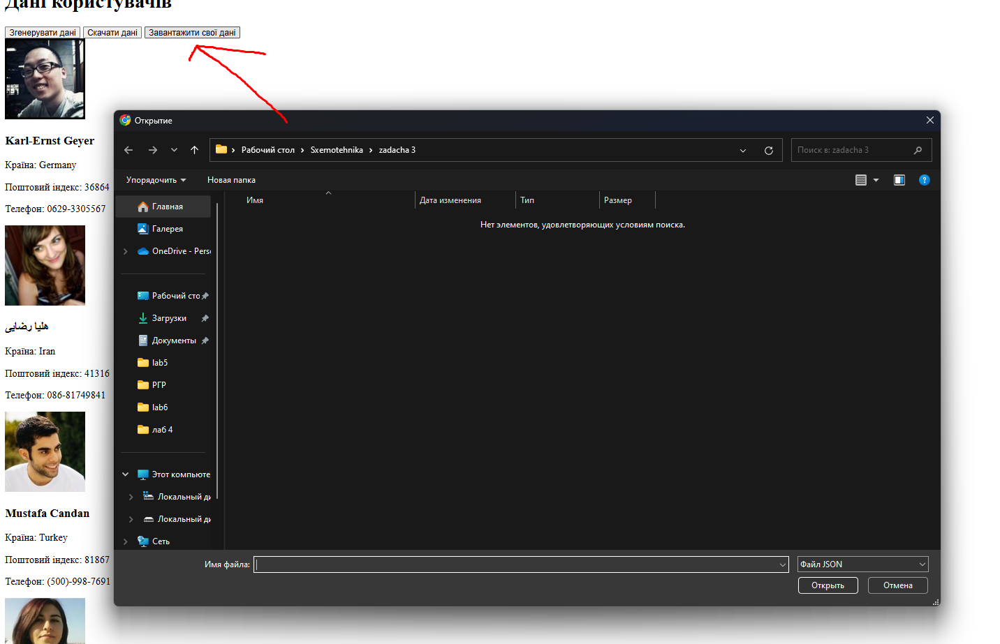 Дані користувачів
Згенерувати дані Скачати дані Завантажити свої дані
Karl-Ernst Geyer
Країна: Germany
Поштовий індекс: 36864
Телефон: 0629-3305567
هلیا رضایی
Країна: Iran
Поштовий індекс: 41316
Телефон: 086-81749841
Mustafa Candan
Країна: Turkey
Поштовий індекс: 81867
Телефон: (500)-998-7691
Открытие
Рабочий стол Sxemotehnika zadacha 3
Поиск в: zadacha 3
Упорядочить Новая папка
Имя Дата изменения Тип Размер
Нет элементов, удовлетворяющих условиям поиска.
Главная
Галерея
OneDrive - Persc
Рабочий сто
Загрузки
Документы
lab5
РГР
lab6
лаб 4
Этот компьюте
Локальный ди
Локальный ди
Сеть
Имя файла:
Файл JSON
Открыть Отмена